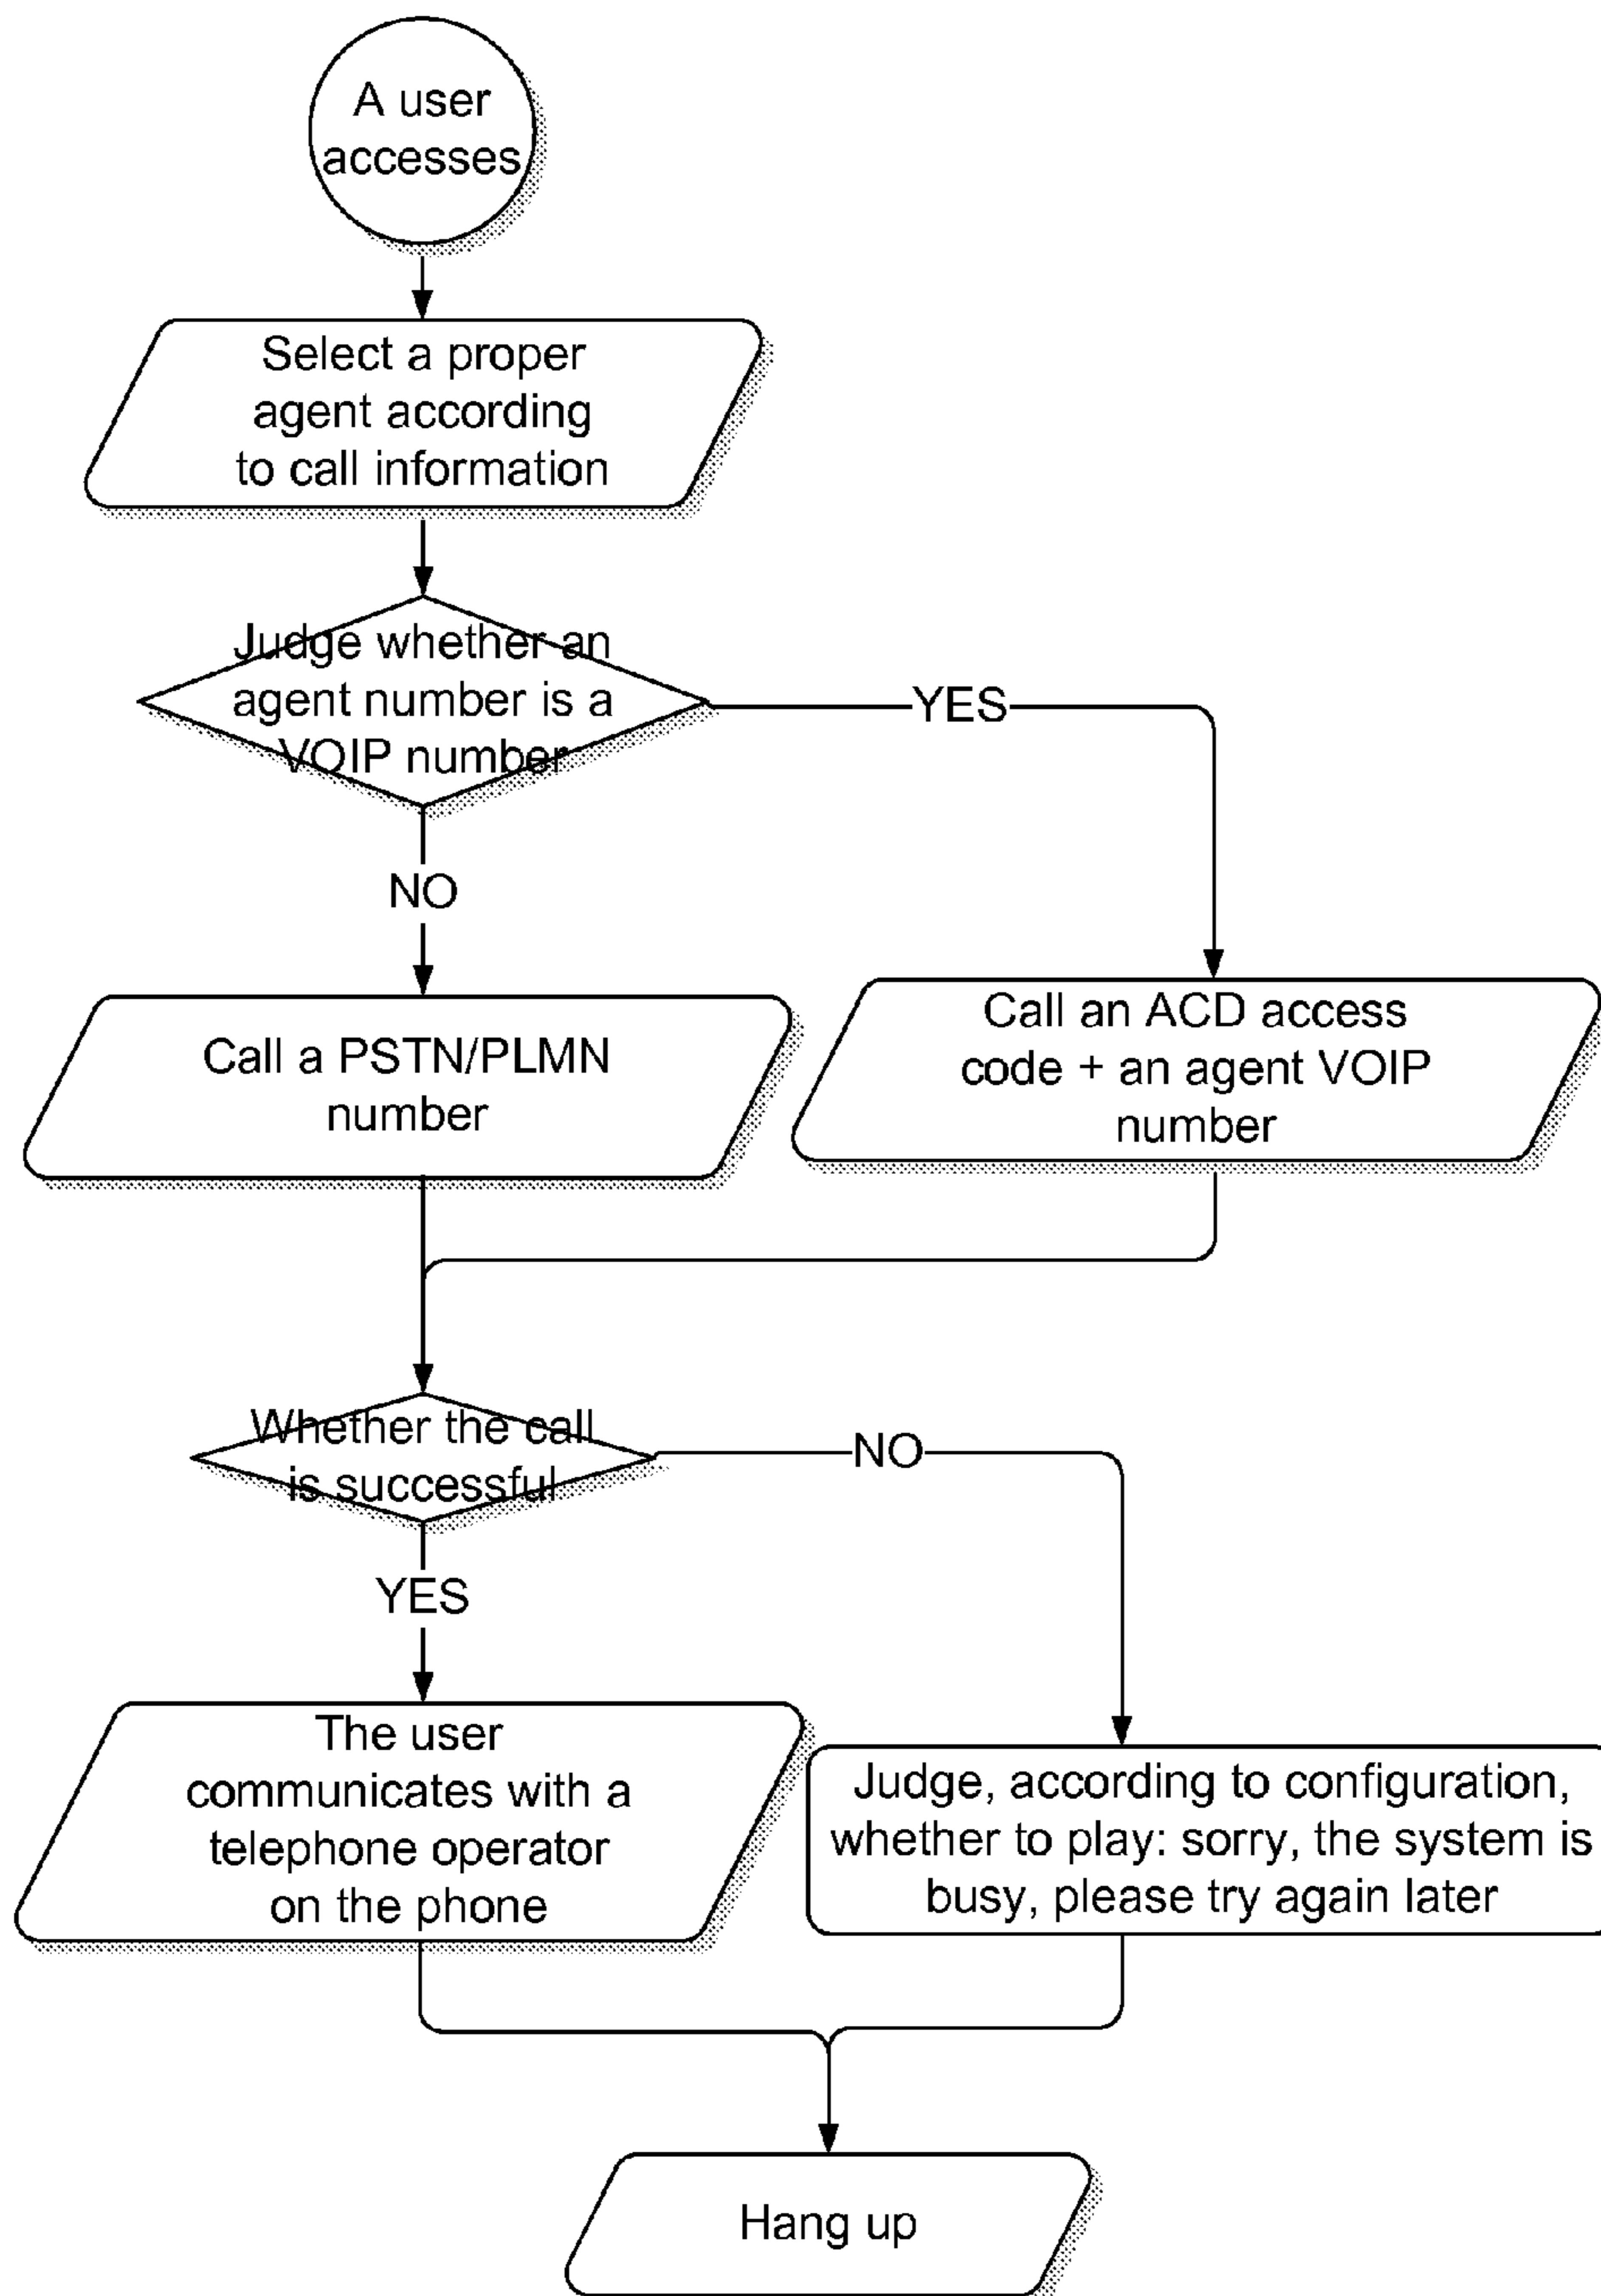 A user
accesses
Select a proper
agent according
to call information
Judge whether an
agent number is a
VOIP number
YES
NO
Call a PSTN/PLMN
number
Call an ACD access
code + an agent VOIP
number
Whether the call
is successful
NO
YES
The user
communicates with a
telephone operator
on the phone
Judge, according to configuration,
whether to play: sorry, the system is
busy, please try again later
Hang up